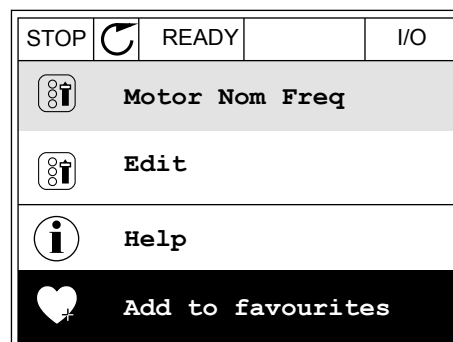 STOP READY I/O
Motor Nom Freq
Edit
Help
Add to favourites